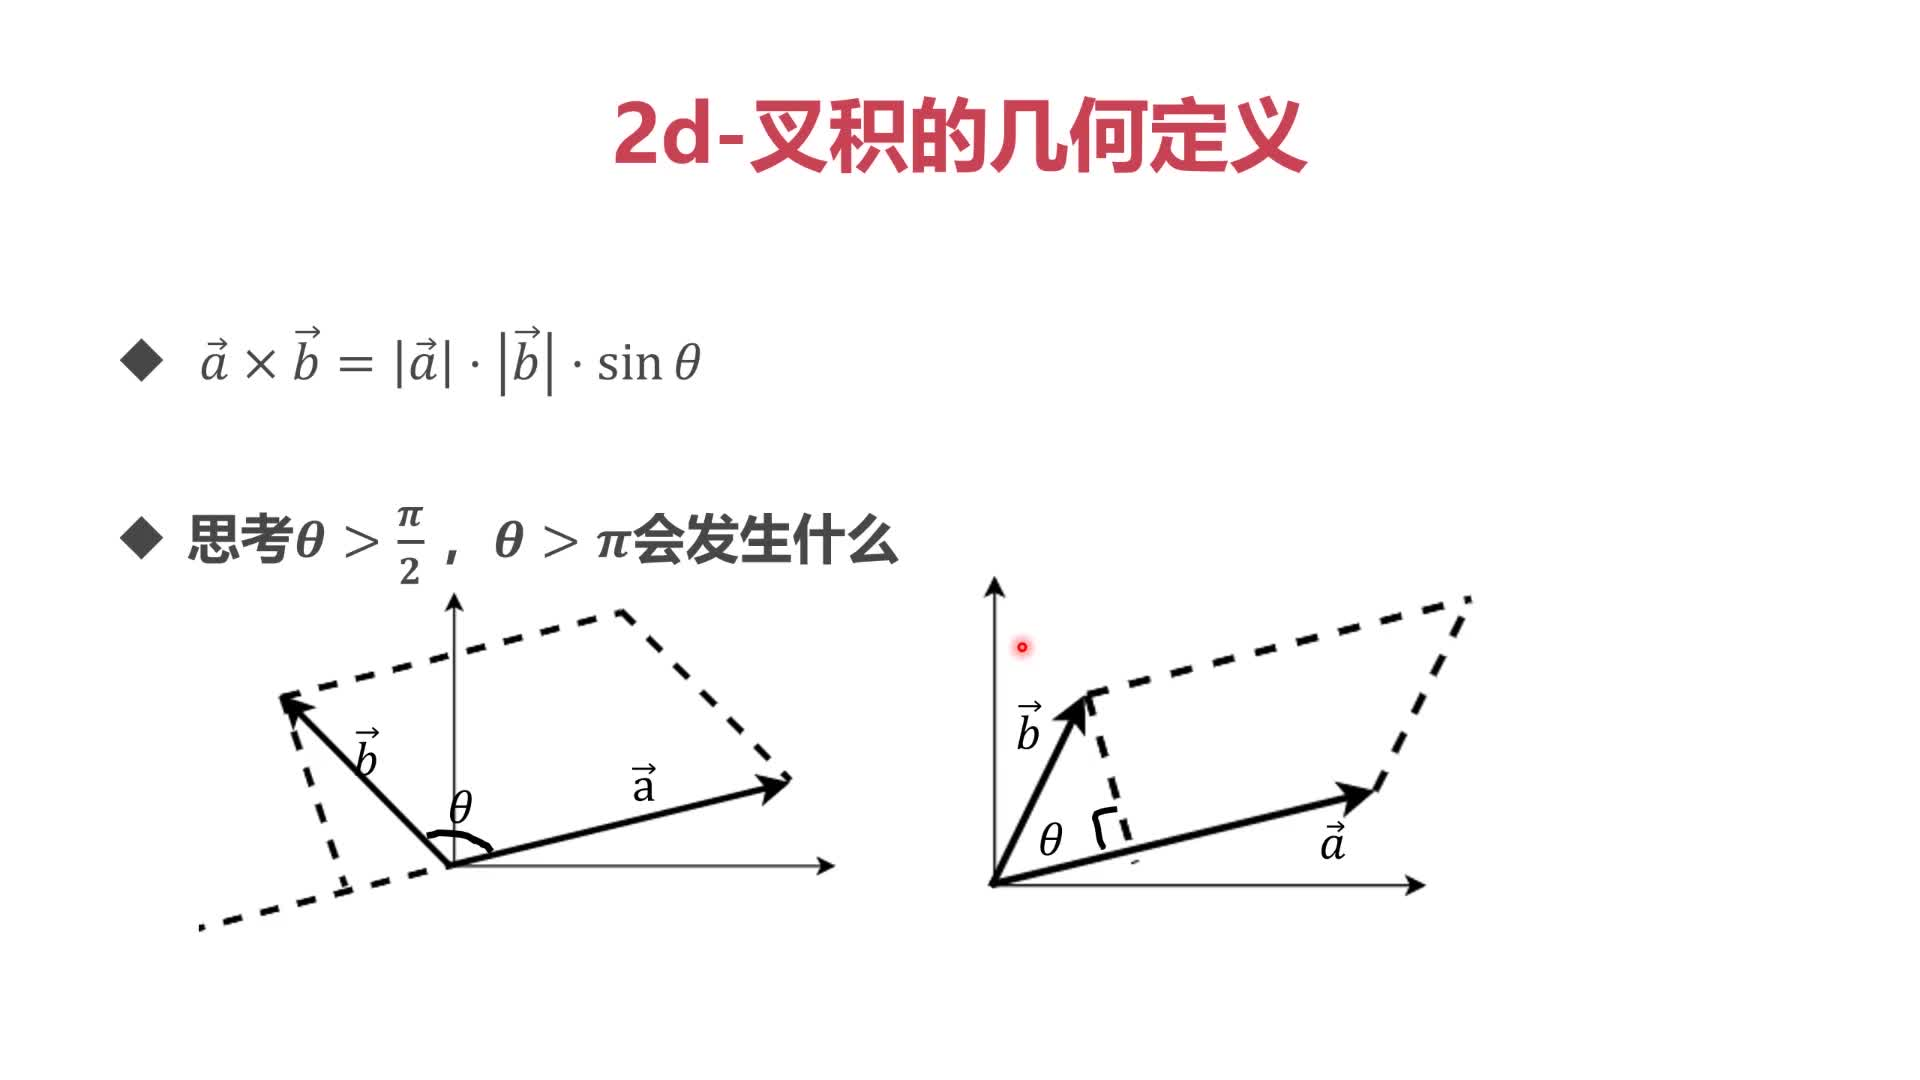 2d-叉积的几何定义
◆ $\vec{a} \times \vec{b} = |\vec{a}| \cdot |\vec{b}| \cdot \sin \theta$
◆ 思考$\theta > \frac{\pi}{2}$，$\theta > \pi$会发生什么
$\vec{b}$
$\theta$
$\vec{a}$
$\vec{b}$
$\theta$
$\vec{a}$